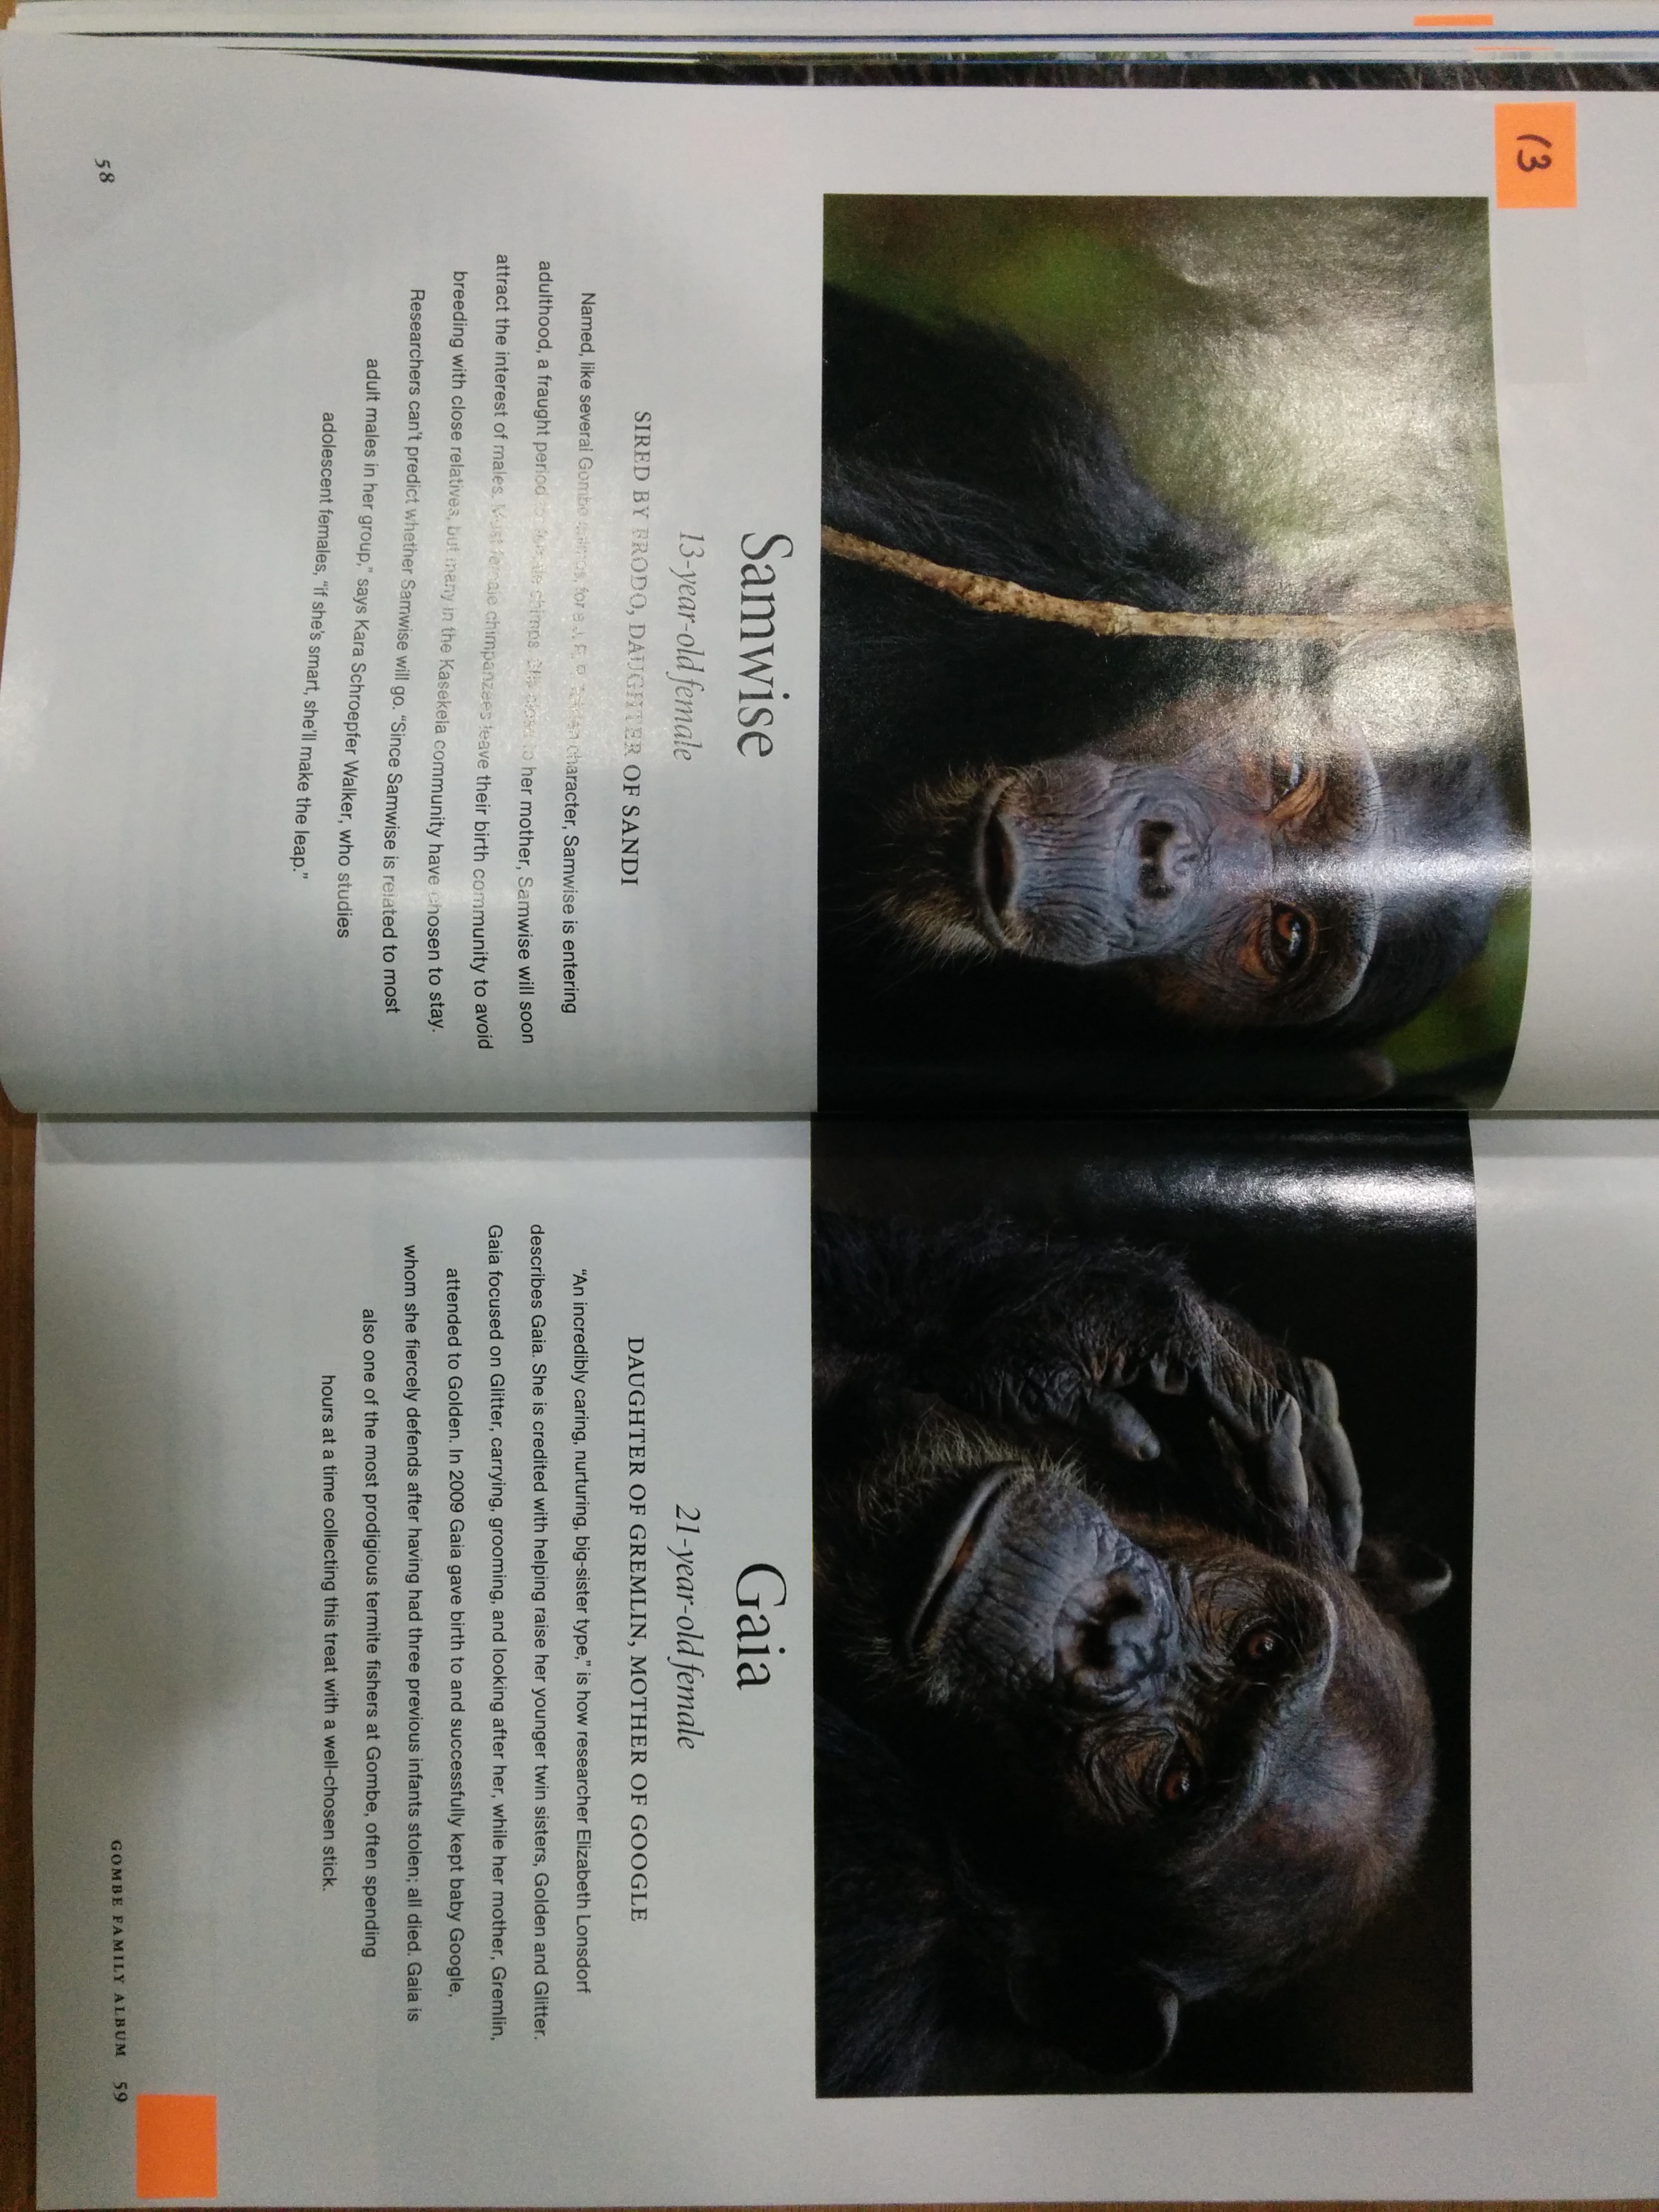 13
Samwise
13-year-old female
SIRED BY FRODO, DAUGHTER OF SANDI
Named, like several Gombe chimps, for a J. R. R. Tolkien character, Samwise is entering
adulthood, a fraught period for female chimps. Still close to her mother, Samwise will soon
attract the interest of males. Most female chimpanzees leave their birth community to avoid
breeding with close relatives, but many in the Kasekela community have chosen to stay.
Researchers can't predict whether Samwise will go. “Since Samwise is related to most
adult males in her group,” says Kara Schroepfer Walker, who studies
adolescent females, “if she's smart, she'll make the leap.”
58
Gaia
21-year-old female
DAUGHTER OF GREMLIN, MOTHER OF GOOGLE
“An incredibly caring, nurturing, big-sister type,” is how researcher Elizabeth Lonsdorf
describes Gaia. She is credited with helping raise her younger twin sisters, Golden and Glitter.
Gaia focused on Glitter, carrying, grooming, and looking after her, while her mother, Gremlin,
attended to Golden. In 2009 Gaia gave birth to and successfully kept baby Google,
whom she fiercely defends after having had three previous infants stolen; all died. Gaia is
also one of the most prodigious termite fishers at Gombe, often spending
hours at a time collecting this treat with a well-chosen stick.
GOMBE FAMILY ALBUM 59